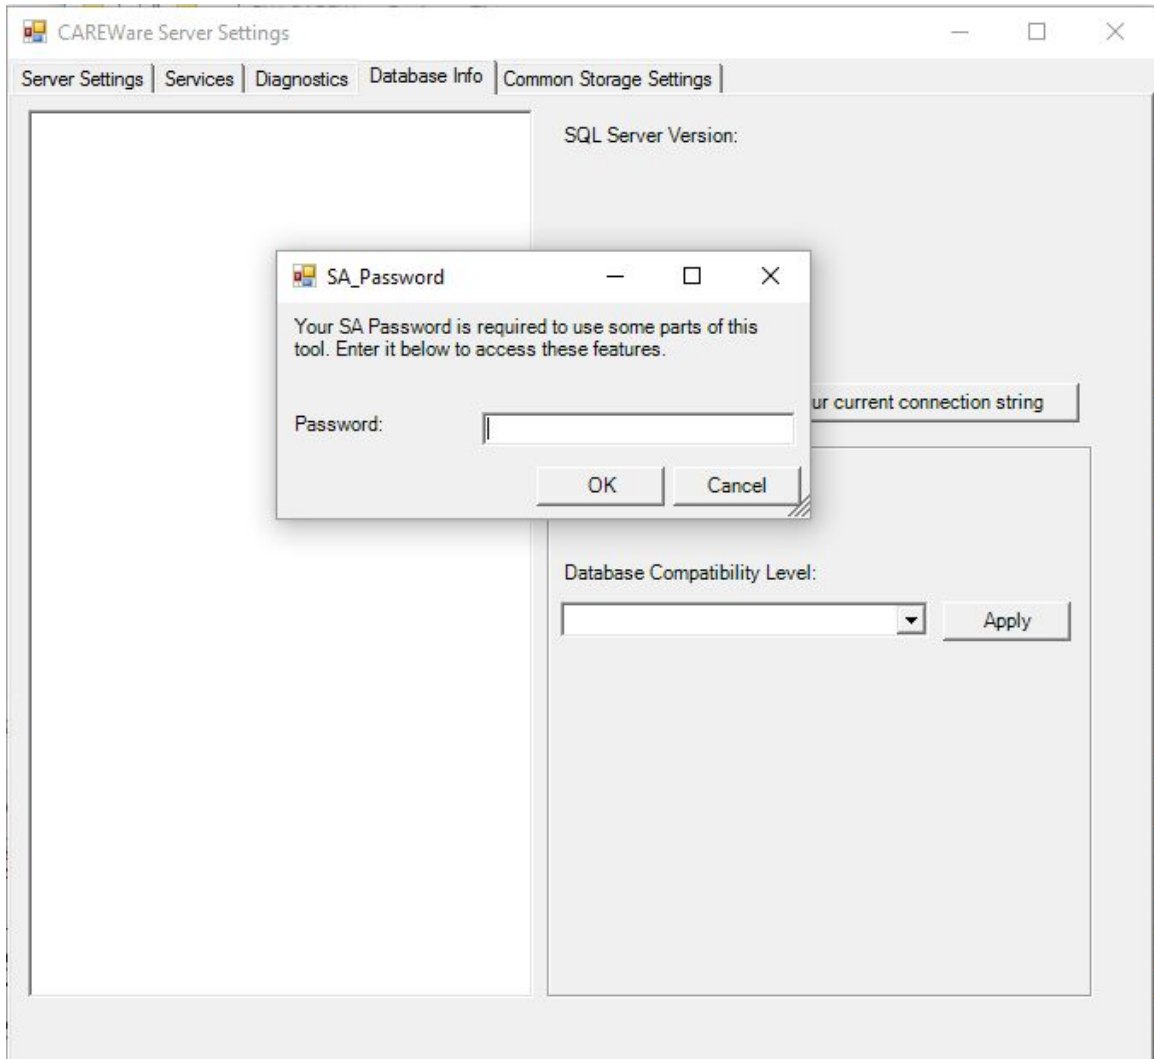 CAREWare Server Settings
Server Settings Services Diagnostics Database Info Common Storage Settings
SQL Server Version:
SA_Password
Your SA Password is required to use some parts of this
tool. Enter it below to access these features.
ur current connection string
Password:
OK Cancel
Database Compatibility Level:
Apply